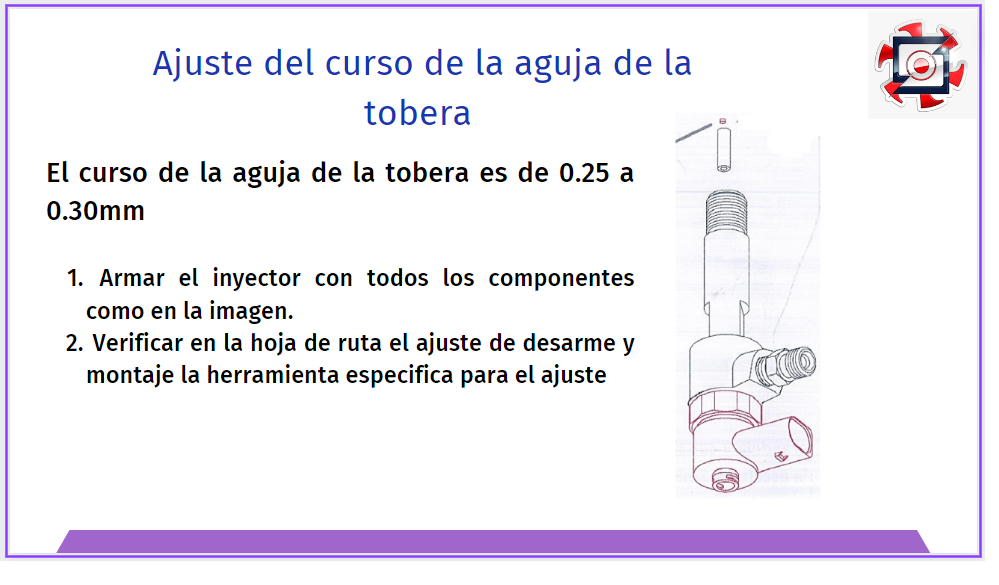 Ajuste del curso de la aguja de la
tobera
El curso de la aguja de la tobera es de 0.25 a
0.30mm
1. Armar el inyector con todos los componentes
como en la imagen.
2. Verificar en la hoja de ruta el ajuste de desarme y
montaje la herramienta especifica para el ajuste